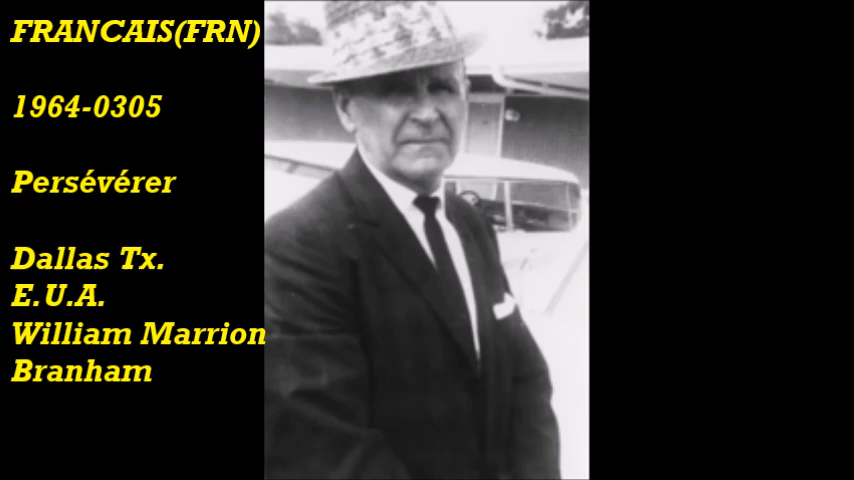 FRANCAIS(FRN)
1964-0305
Persévérer
Dallas Tx.
E.U.A.
William Marrion
Branham